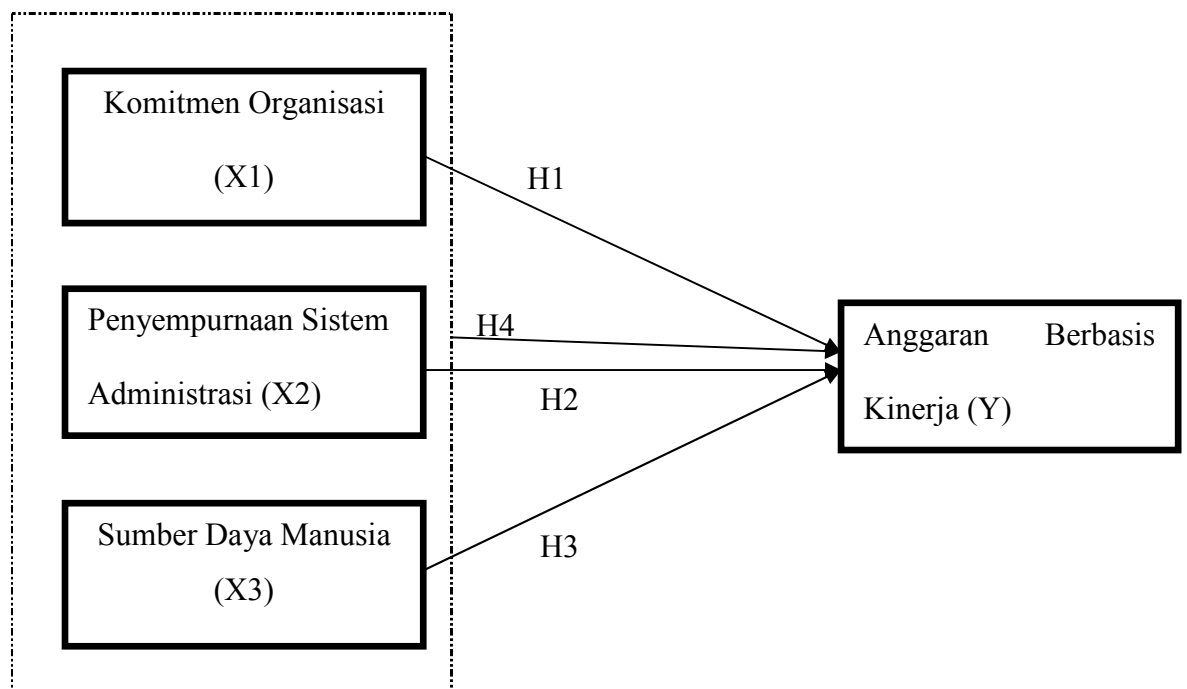 Komitmen Organisasi
(X1)
H1
Penyempurnaan Sistem
Administrasi (X2)
H4
H2
Anggaran Berbasis
Kinerja (Y)
Sumber Daya Manusia
(X3)
H3